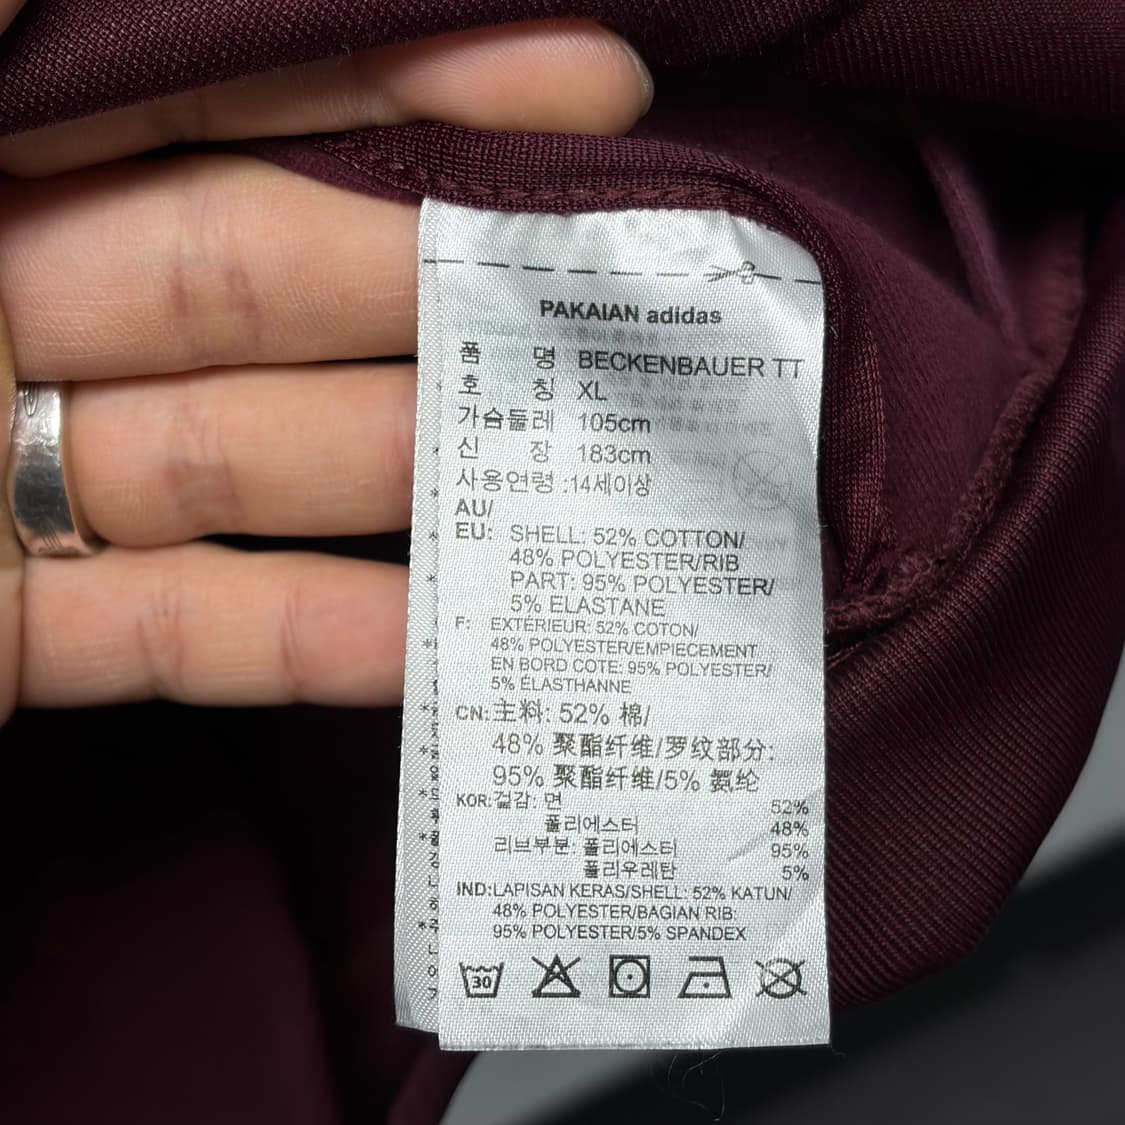 PAKAIAN adidas
품 명 BECKENBAUER TT
호 칭 XL
가슴둘레 105cm
신 장 183cm
사용연령 :14세이상
AU/
EU: SHELL: 52% COTTON/
48% POLYESTER/RIB
PART: 95% POLYESTER/
5% ELASTANE
F: EXTÉRIEUR: 52% COTON/
48% POLYESTER/EMPIECEMENT
EN BORD COTE: 95% POLYESTER/
5% ÉLASTHANNE
CN:主料: 52% 棉/
48% 聚酯纤维/罗纹部分:
95% 聚酯纤维/5% 氨纶
KOR:겉감: 면 52%
폴리에스터 48%
리브부분: 폴리에스터 95%
폴리우레탄 5%
IND:LAPISAN KERAS/SHELL: 52% KATUN/
48% POLYESTER/BAGIAN RIB:
95% POLYESTER/5% SPANDEX
30